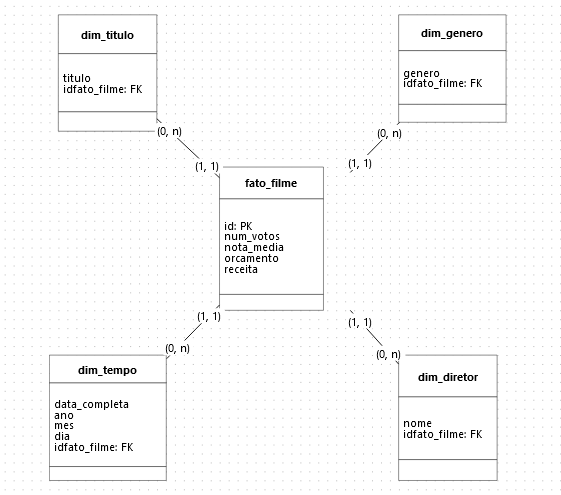 dim_titulo
titulo
idfato_filme: FK
(0, n)
(1, 1)
dim_genero
genero
idfato_filme: FK
(0, n)
(1, 1)
fato_filme
id: PK
num_votos
nota_media
orcamento
receita
(1, 1)
(0, n)
dim_tempo
data_completa
ano
mes
dia
idfato_filme: FK
(1, 1)
(0, n)
dim_diretor
nome
idfato_filme: FK